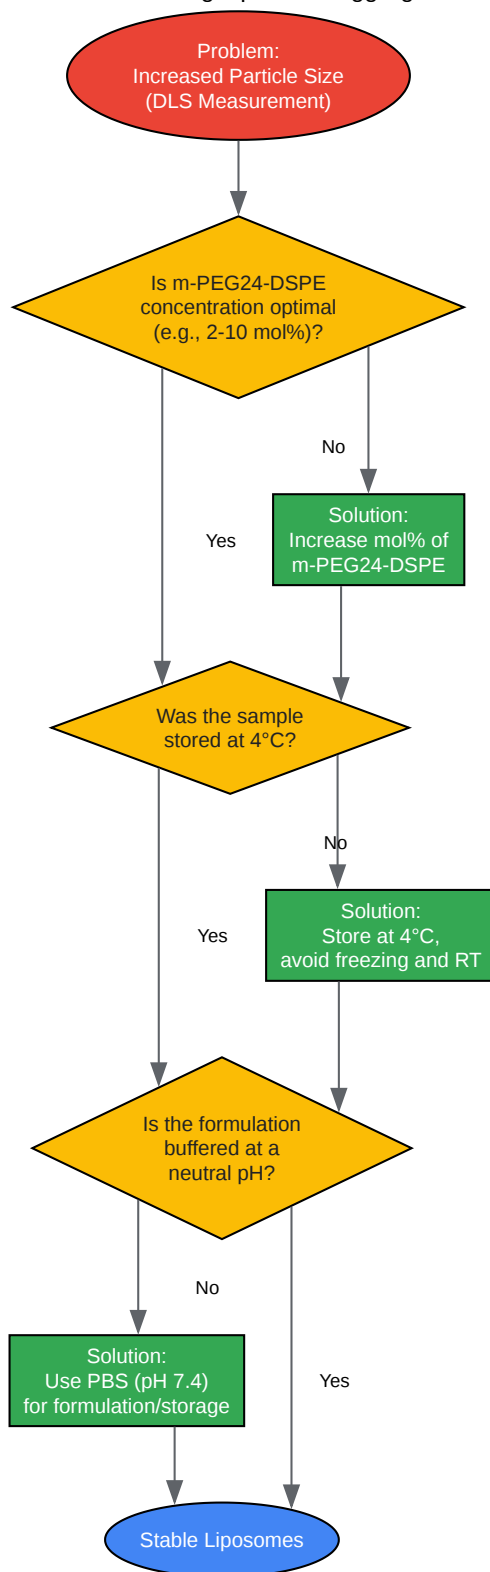 Problem:
Increased Particle Size
(DLS Measurement)
Is m-PEG24-DSPE
concentration optimal
(e.g., 2-10 mol%)?
No
Solution:
Increase mol% of
m-PEG24-DSPE
Yes
Was the sample
stored at 4°C?
No
Solution:
Store at 4°C,
avoid freezing and RT
Yes
Is the formulation
buffered at a
neutral pH?
No
Solution:
Use PBS (pH 7.4)
for formulation/storage
Yes
Stable Liposomes